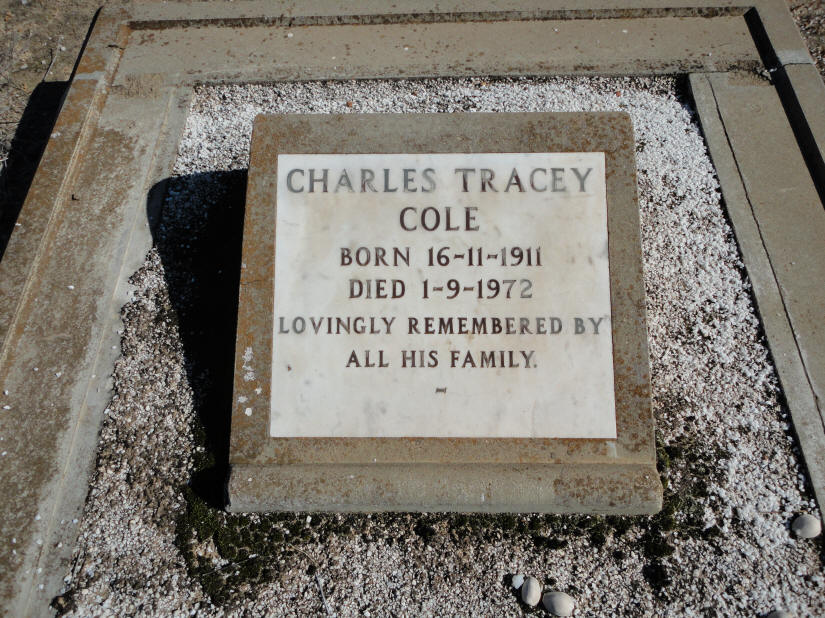 CHARLES TRACEY
COLE
BORN 16-11-1911
DIED 1-9-1972
LOVINGLY REMEMBERED BY
ALL HIS FAMILY.